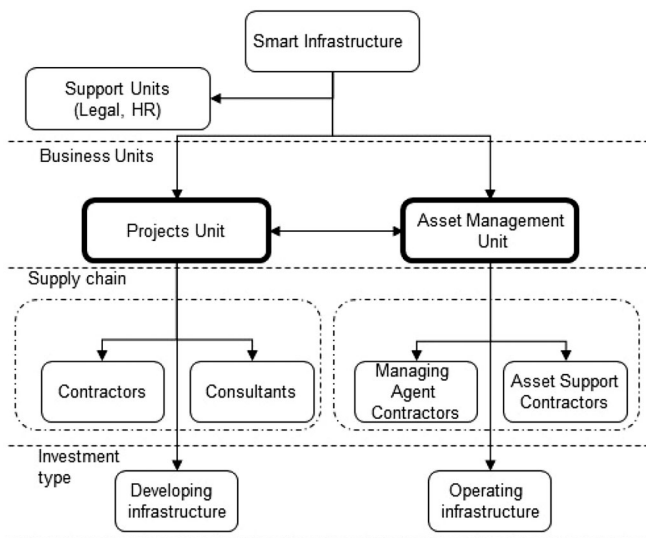 Smart Infrastructure
Support Units
(Legal, HR)
Business Units
Projects Unit
Asset Management
Unit
Supply chain
Contractors
Consultants
Managing
Agent
Contractors
Asset Support
Contractors
Investment
type
Developing
infrastructure
Operating
infrastructure